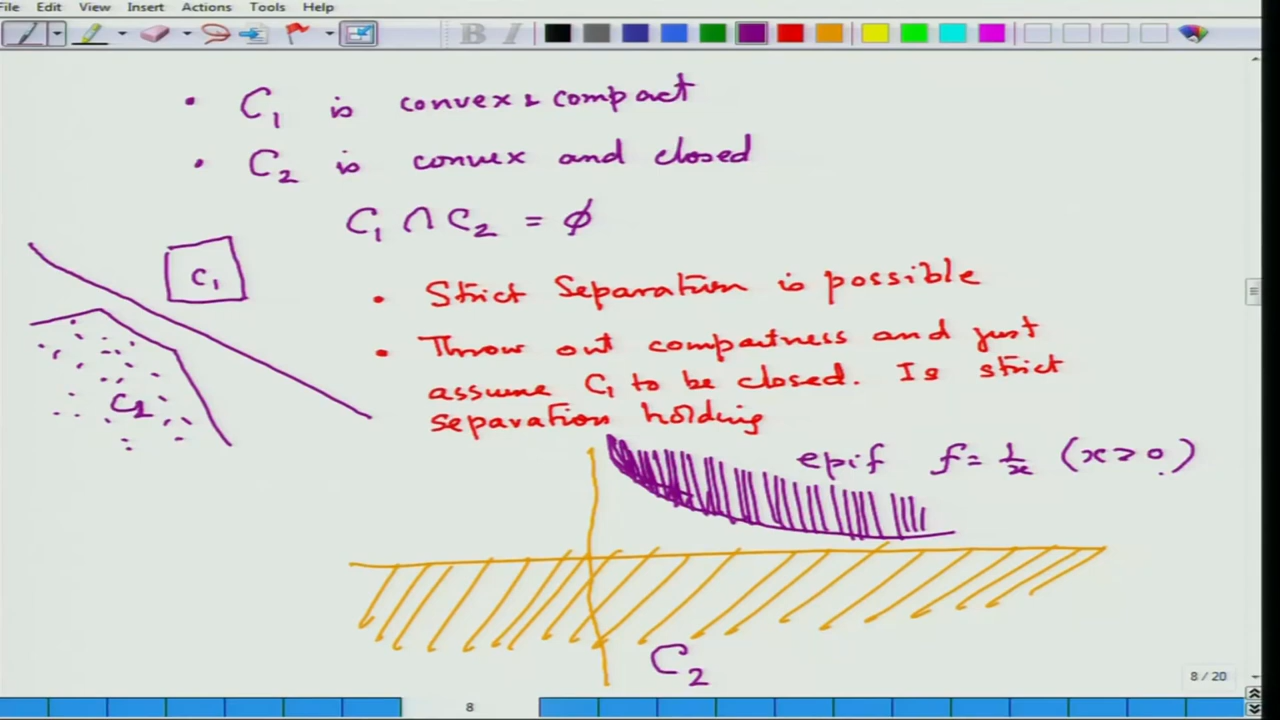 File Edit View Insert Actions Tools Help
B I
• C1 is convex & compact
• C2 is convex and closed
C1 ∩ C2 = ϕ
C1
• Strict Separation is possible
• Throw out compactness and just
assume C1 to be closed. Is strict
separation holding
C2
epi f f = 1/x (x > 0)
C2
8 / 20
8